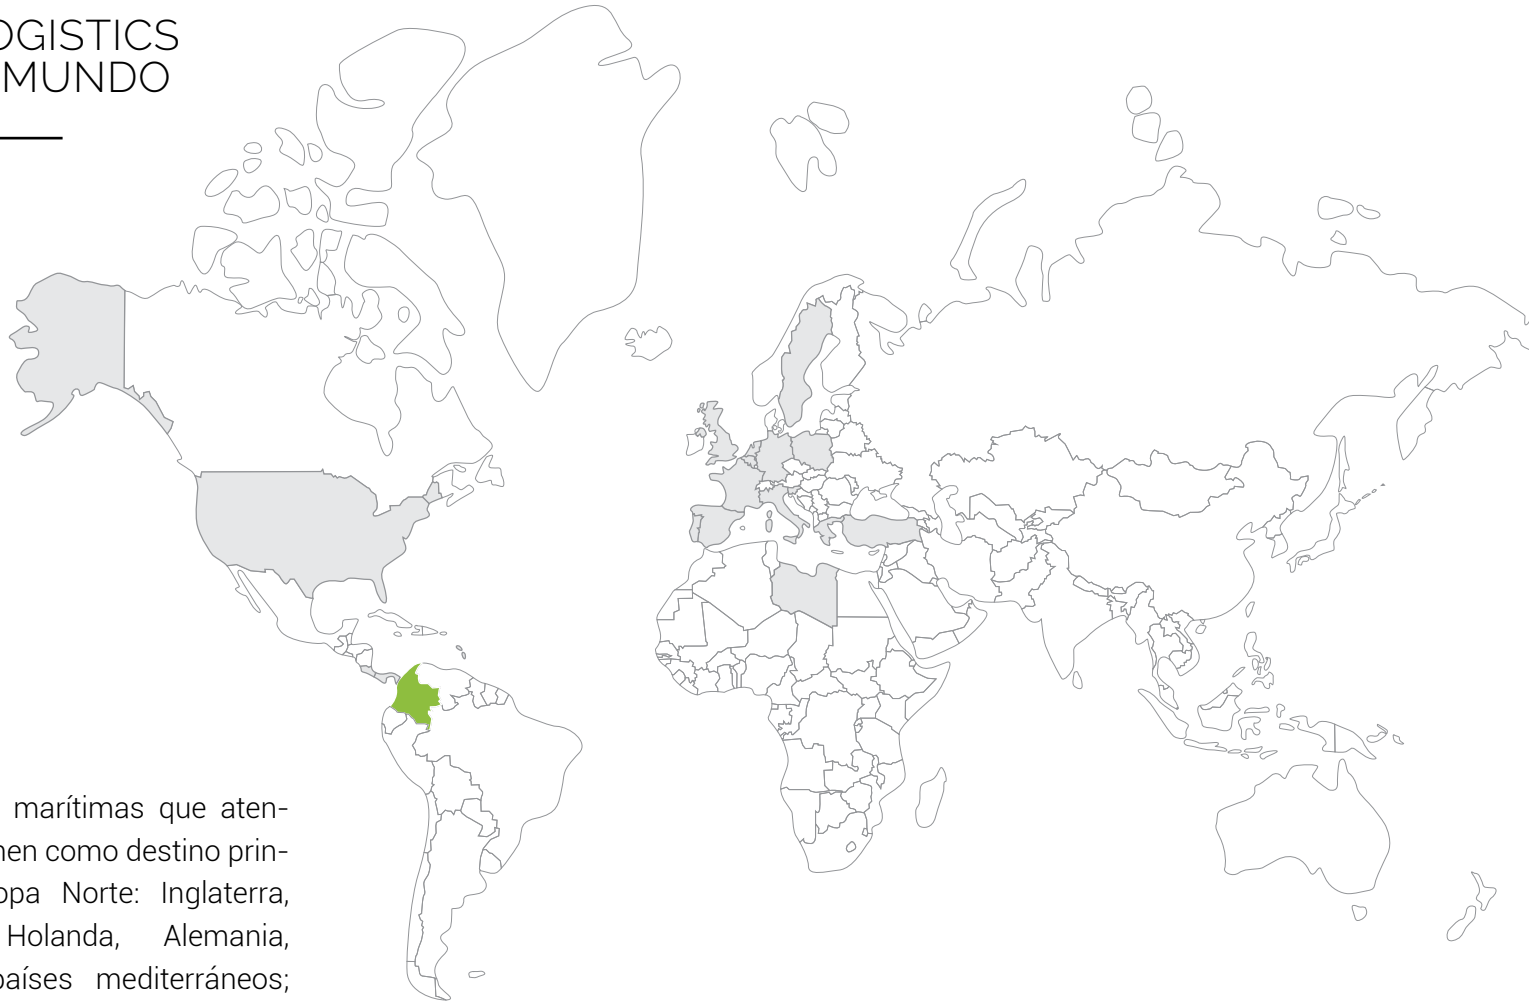 OGISTICS
MUNDO
marítimas que aten-
nen como destino prin-
opa Norte: Inglaterra,
Holanda, Alemania,
países mediterráneos;